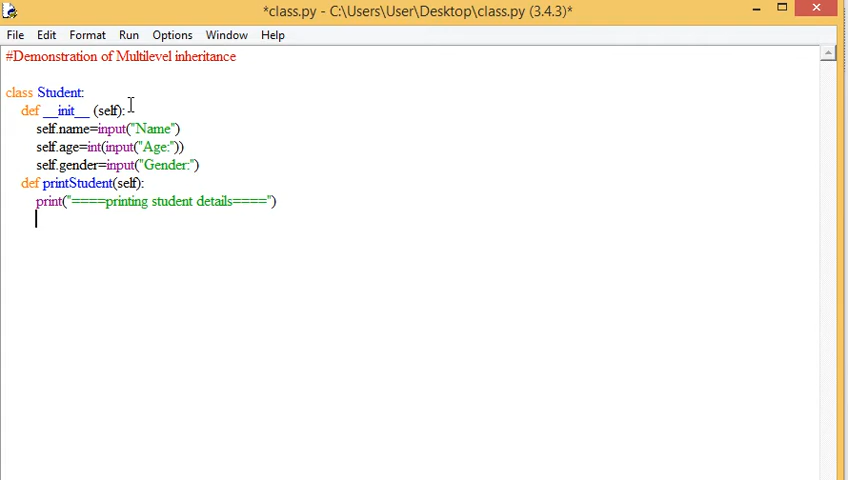 *class.py - C:\Users\User\Desktop\class.py (3.4.3)*
File Edit Format Run Options Window Help
#Demonstration of Multilevel inheritance
class Student:
def __init__ (self):
self.name=input("Name")
self.age=int(input("Age:"))
self.gender=input("Gender:")
def printStudent(self):
print("====printing student details====")